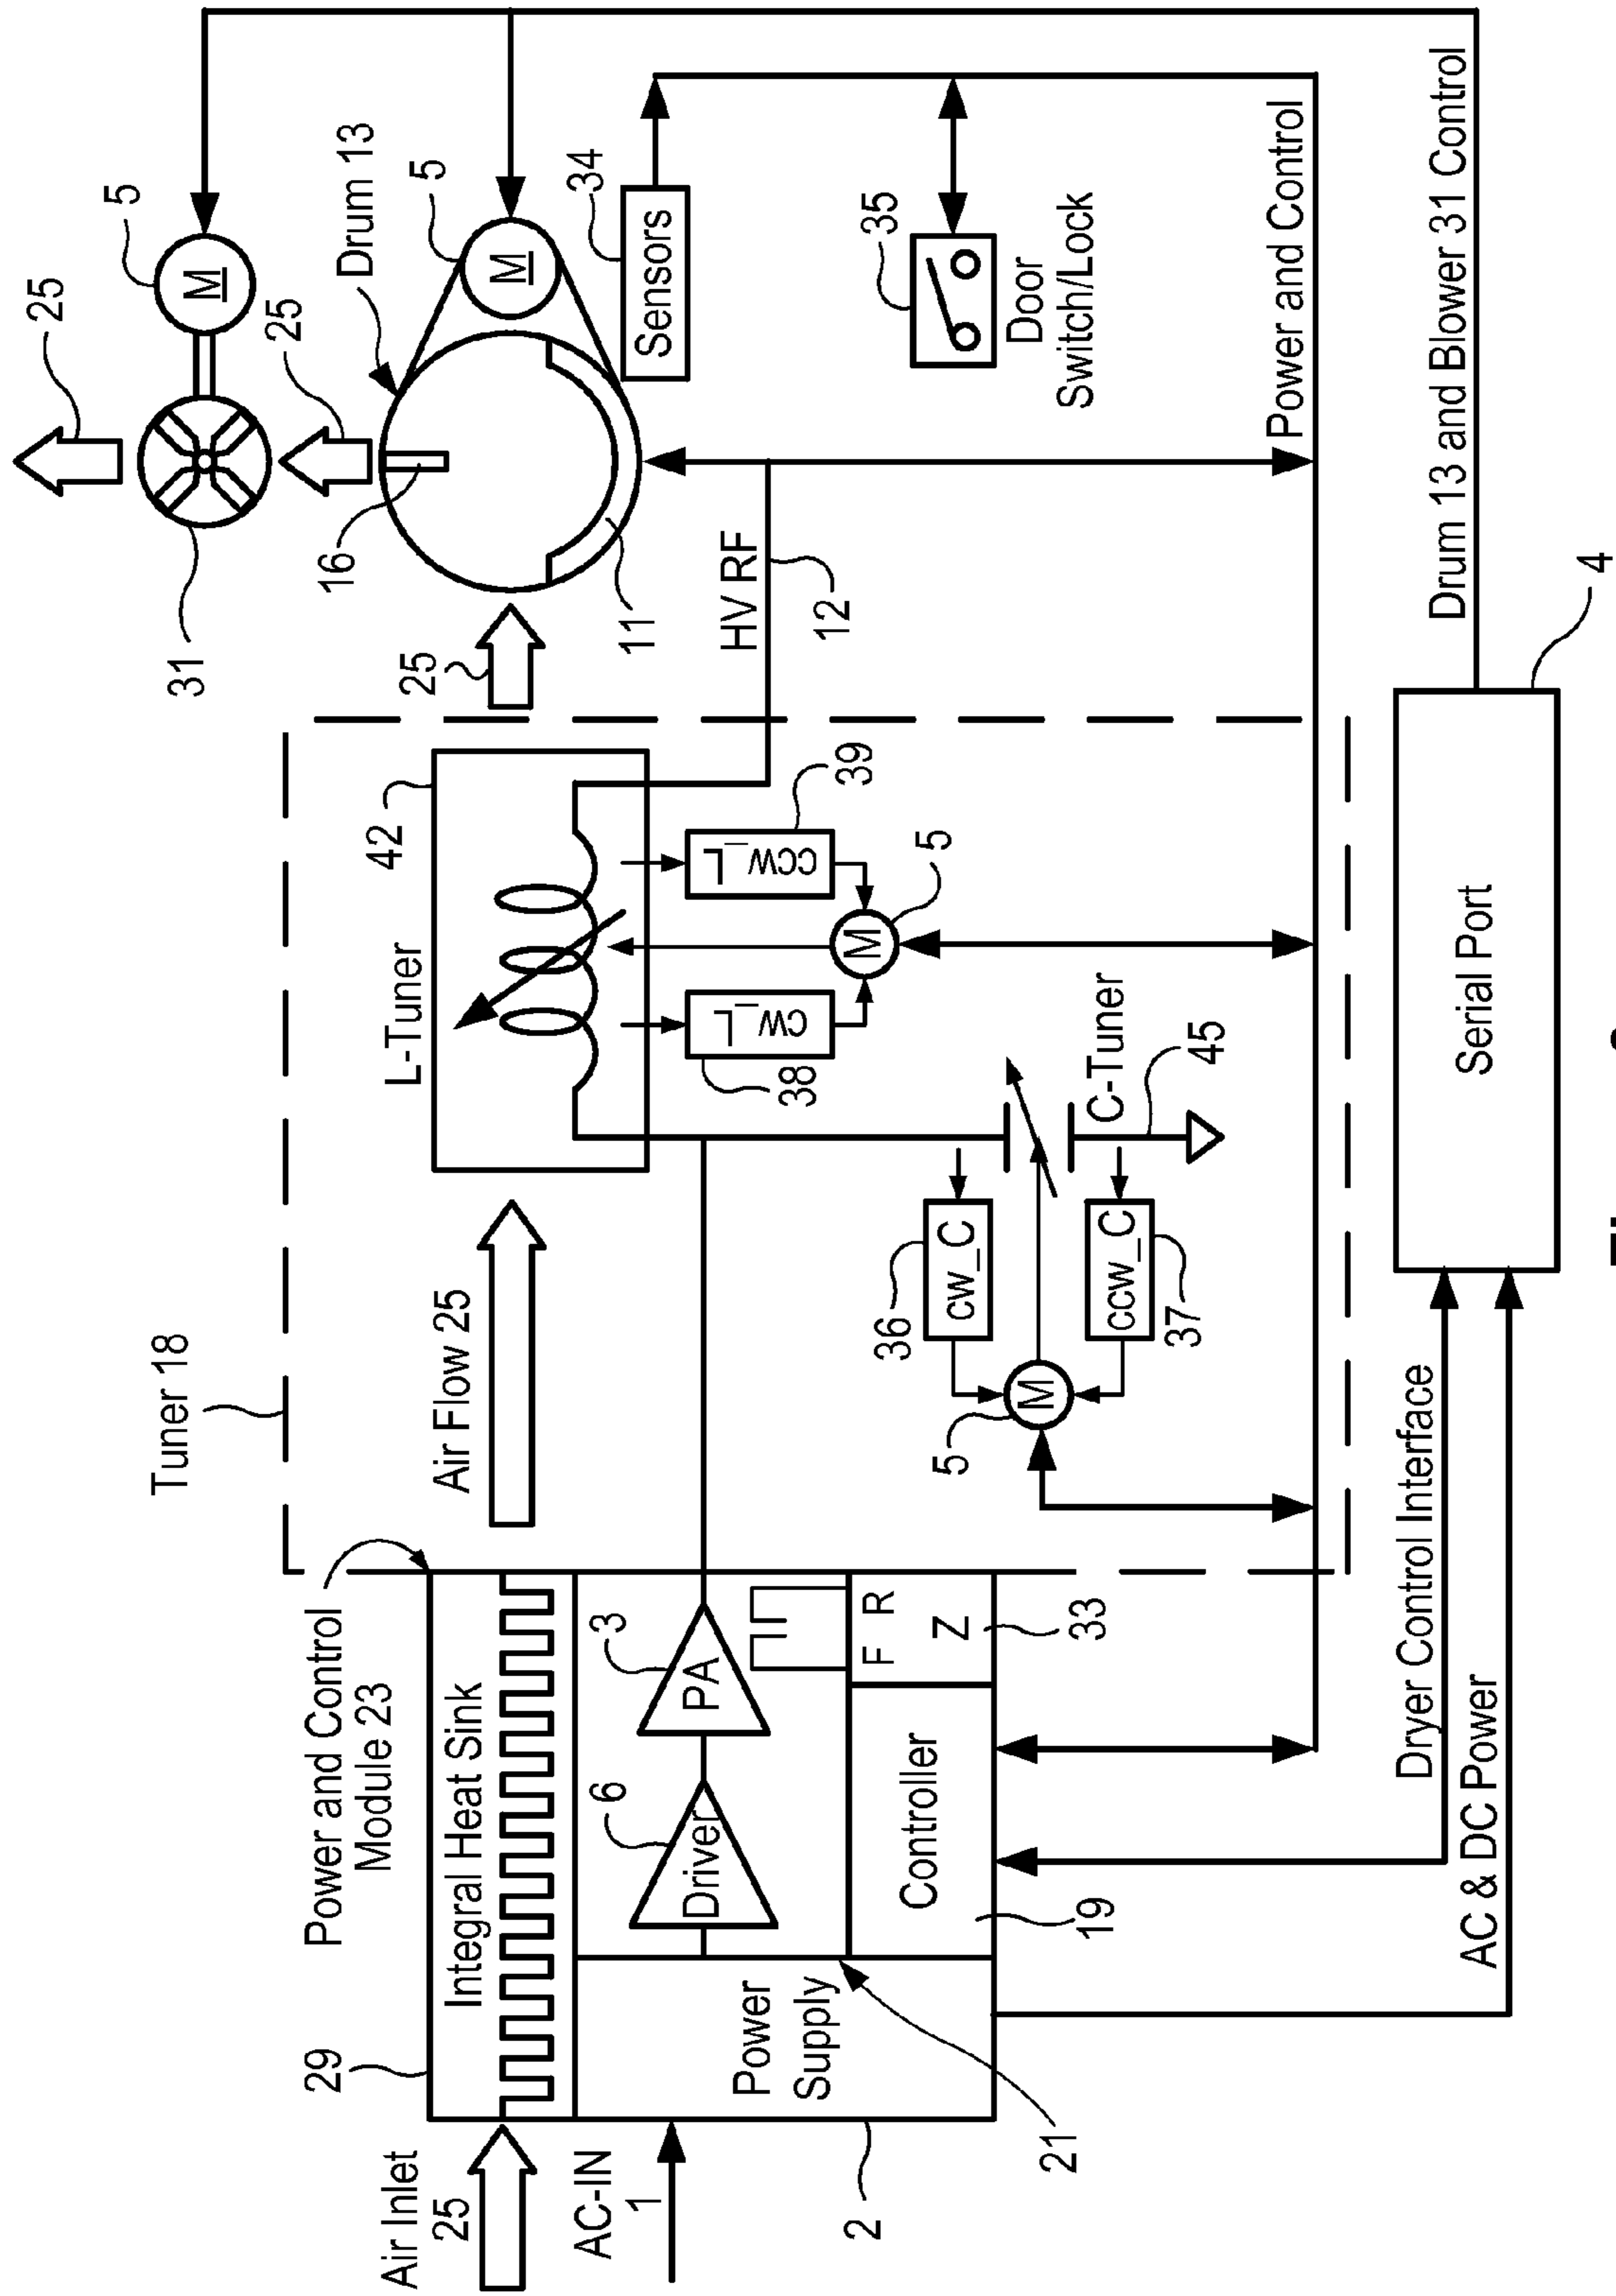 Tuner 18
31
25
5
Power and Control
Module 23
29
25
16
Drum 13
Air Inlet
25
Integral Heat Sink
Air Flow 25
L-Tuner
42
25
5
M
M
AC-IN
1
6
3
Driver
PA
11
34
Sensors
HV RF
12
2
Power
Supply
CW_L
38
CCW_L
39
M
5
21
Controller
19
F R
Z
33
36
CW_C
5
M
CCW_C
37
C-Tuner
45
35
Door
Switch/Lock
Power and Control
Dryer Control Interface
AC & DC Power
Serial Port
4
Drum 13 and Blower 31 Control